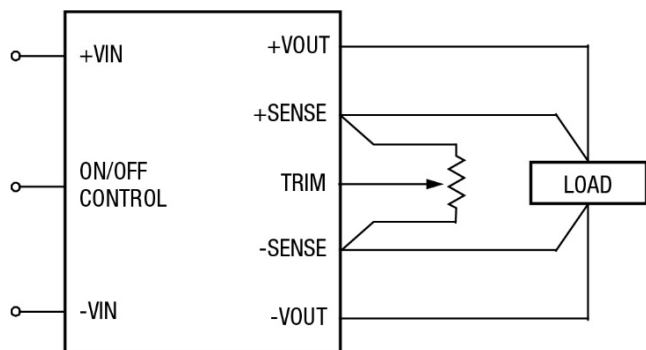 +VIN
ON/OFF
CONTROL
-VIN
+VOUT
+SENSE
TRIM
-SENSE
-VOUT
LOAD